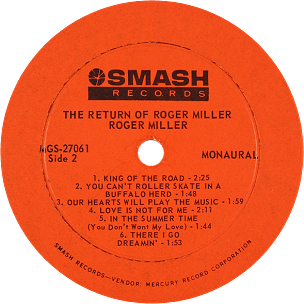 SMASH
RECORDS
THE RETURN OF ROGER MILLER
ROGER MILLER
MGS-27061
Side 2
MONAURAL
1. KING OF THE ROAD - 2:25
2. YOU CAN'T ROLLER SKATE IN A
BUFFALO HERD - 1:48
3. OUR HEARTS WILL PLAY THE MUSIC - 1:59
4. LOVE IS NOT FOR ME - 2:11
5. IN THE SUMMER TIME
(You Don't Want My Love) - 1:44
6. THERE I GO
DREAMIN' - 1:53
SMASH RECORDS—VENDOR: MERCURY RECORD CORPORATION